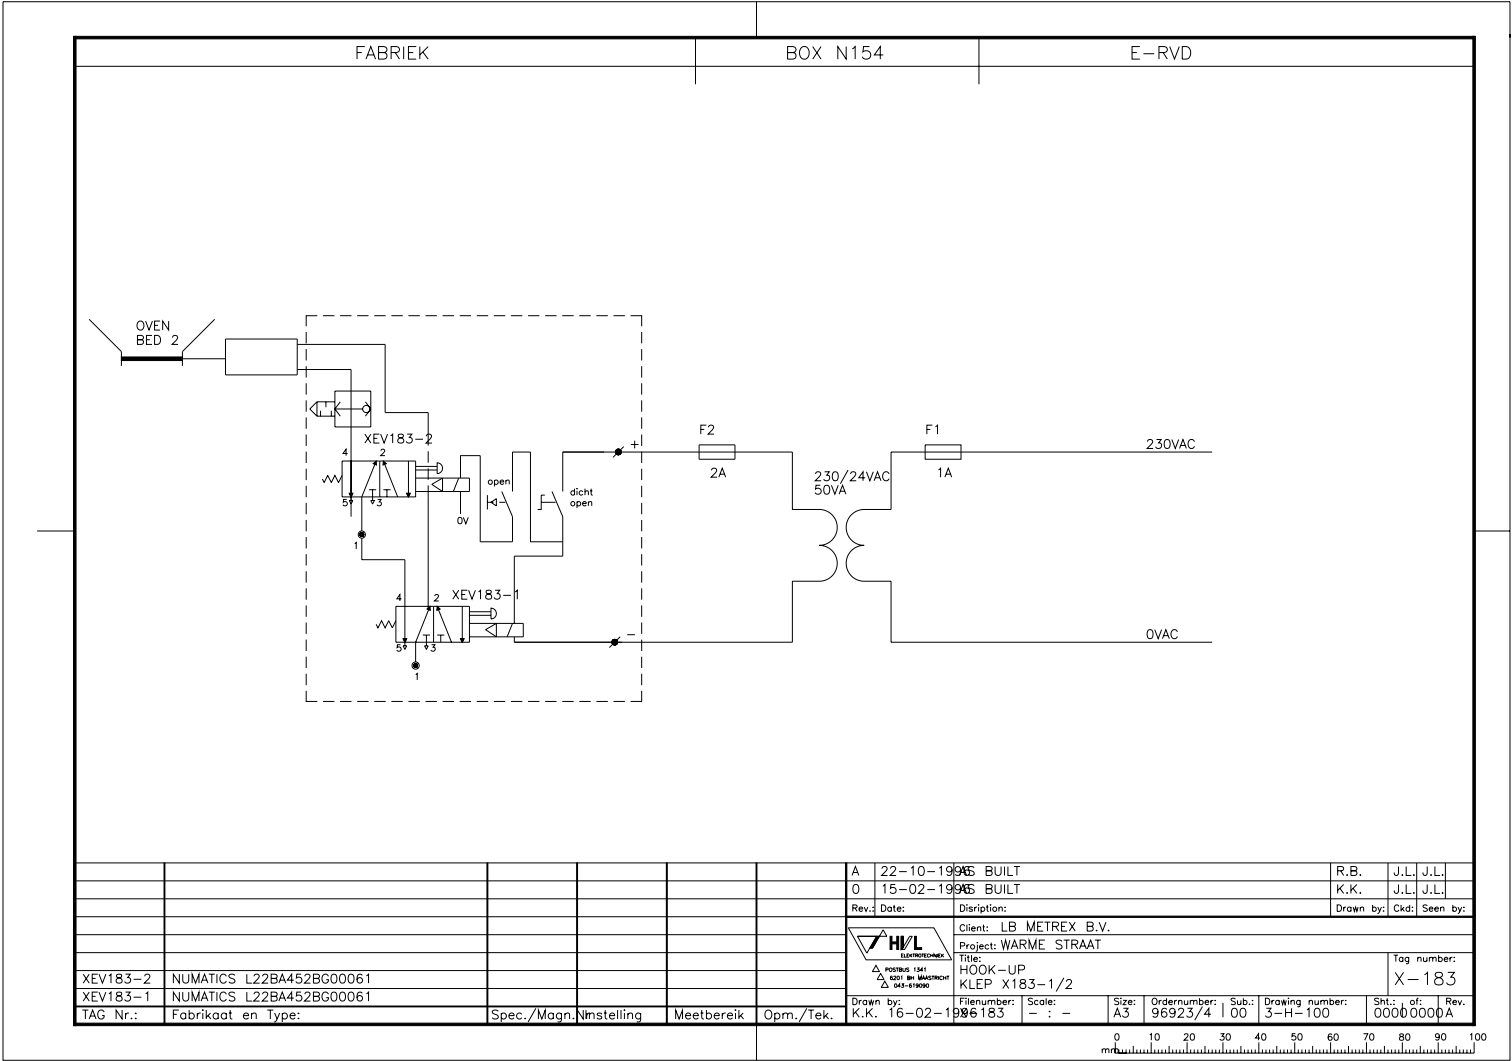 FABRIEK BOX N154 E-RVD
OVEN
BED 2
XEV183-2
4 2
5 3
1
0V
open
dicht
open
+
F2
2A
230/24VAC
50VA
F1
1A
230VAC
XEV183-1
4 2
5 3
1
-
0VAC
A 22-10-1996 AS BUILT R.B. J.L. J.L.
0 15-02-1996 AS BUILT K.K. J.L. J.L.
Rev.: Date: Disription: Drawn by: Ckd: Seen by:
HVL
ELEKTROTECHNIEK
POSTBUS 1341
6201 BH MAASTRICHT
043-619090
Client: LB METREX B.V.
Project: WARME STRAAT
Title:
HOOK-UP
KLEP X183-1/2
Tag number:
X-183
XEV183-2 NUMATICS L22BA452BG00061
XEV183-1 NUMATICS L22BA452BG00061
TAG Nr.: Fabrikaat en Type: Spec./Magn. Instelling Meetbereik Opm./Tek.
Drawn by: Filenumber: Scale: Size: Ordernumber: Sub.: Drawing number: Sht.: of: Rev.
K.K. 16-02-1996 X-183 - : - A3 96923/4 00 3-H-100 0000 0000 A
0 10 20 30 40 50 60 70 80 90 100
mm